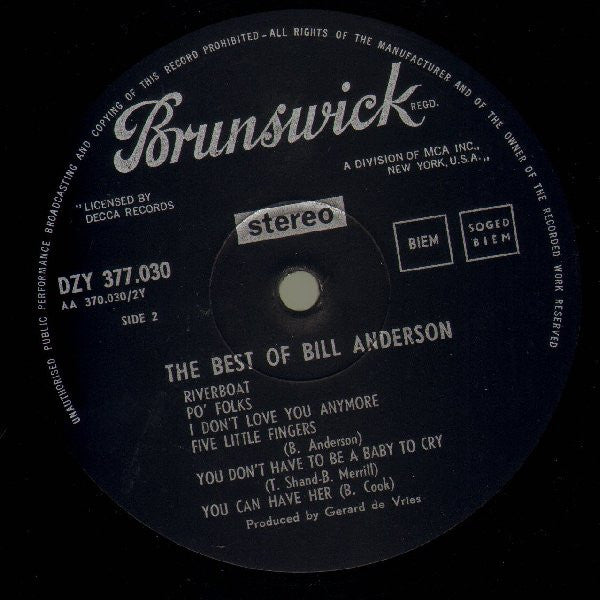 UNAUTHORISED PUBLIC PERFORMANCE BROADCASTING AND COPYING OF THIS RECORD PROHIBITED - ALL RIGHTS OF THE MANUFACTURER AND OF THE OWNER OF THE RECORDED WORK RESERVED
Brunswick REGD.
A DIVISION OF MCA INC.,
NEW YORK, U.S.A.,,
"LICENSED BY
DECCA RECORDS
stereo
BIEM
SOGED
BIEM
DZY 377.030
AA 370.030/2Y
SIDE 2
THE BEST OF BILL ANDERSON
RIVERBOAT
PO' FOLKS
I DON'T LOVE YOU ANYMORE
FIVE LITTLE FINGERS
(B. Anderson)
YOU DON'T HAVE TO BE A BABY TO CRY
(T. Shand-B. Merrill)
YOU CAN HAVE HER (B. Cook)
Produced by Gerard de Vries